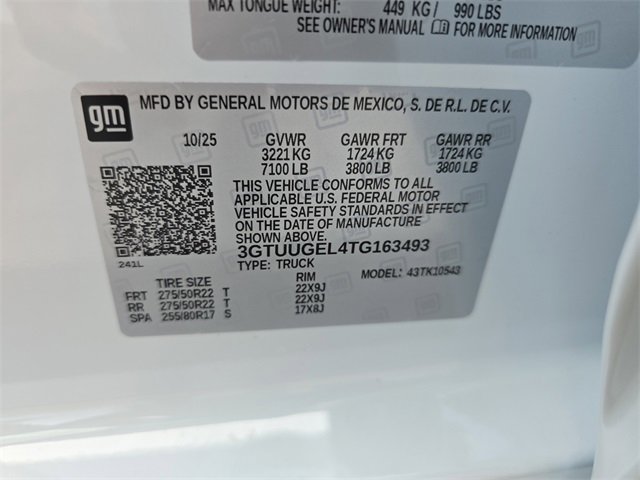 MAX TONGUE WEIGHT: 449 KG / 990 LBS
SEE OWNER'S MANUAL FOR MORE INFORMATION
gm
MFD BY GENERAL MOTORS DE MEXICO, S. DE R.L. DE C.V.
10/25 GVWR GAWR FRT GAWR RR
3221 KG 1724 KG 1724 KG
7100 LB 3800 LB 3800 LB
THIS VEHICLE CONFORMS TO ALL
APPLICABLE U.S. FEDERAL MOTOR
VEHICLE SAFETY STANDARDS IN EFFECT
ON THE DATE OF MANUFACTURE
SHOWN ABOVE.
3GTUUGEL4TG163493
241L
TYPE: TRUCK MODEL: 43TK10543
TIRE SIZE RIM
FRT 275/50R22 T 22X9J
RR 275/50R22 T 22X9J
SPA 255/80R17 S 17X8J